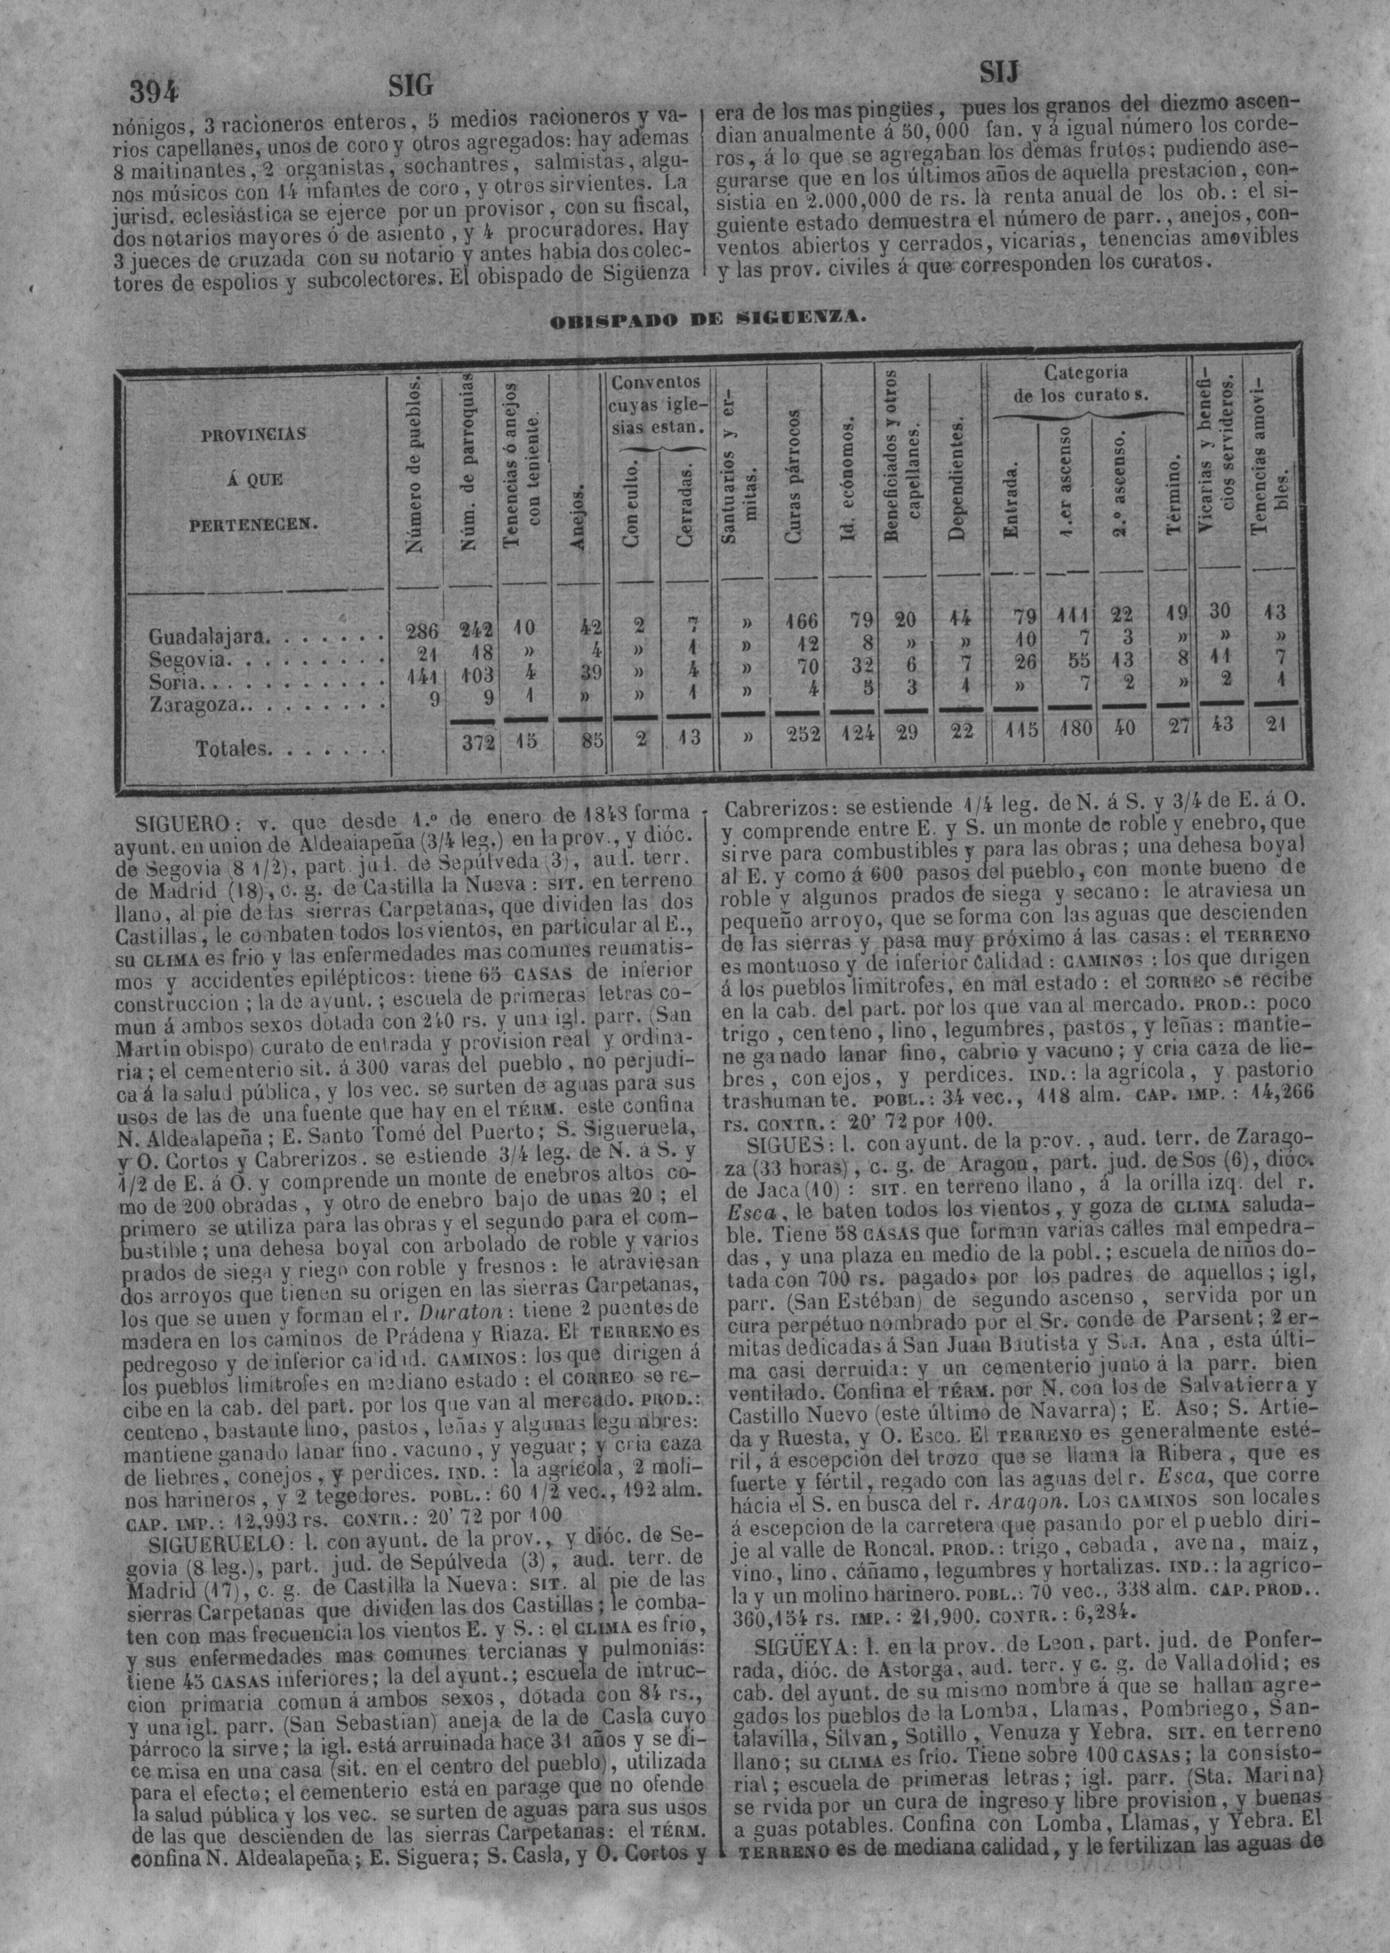 394 SIG SIJ
nónigos, 3 racioneros enteros, 5 medios racioneros y va-
rios capellanes, unos de coro y otros agregados: hay ademas
8 maitinantes, 2 organistas, sochantres, salmistas, algu-
nos músicos con 14 infantes de coro, y otros sirvientes. La
jurisd. eclesiástica se ejerce por un provisor, con su fiscal,
dos notarios mayores ó de asiento, y 4 procuradores. Hay
3 jueces de cruzada con su notario y antes habia dos colec-
tores de espolios y subcolectores. El obispado de Sigüenza
era de los mas pingües, pues los granos del diezmo ascen-
dian anualmente á 50,000 fan. y á igual número los corde-
ros, á lo que se agregaban los demas frutos; pudiendo ase-
gurarse que en los últimos años de aquella prestacion, con-
sistia en 2.000,000 de rs. la renta anual de los ob.: el si-
guiente estado demuestra el número de parr., anejos, con-
ventos abiertos y cerrados, vicarias, tenencias amovibles
y las prov. civiles á que corresponden los curatos.
OBISPADO DE SIGUENZA.
PROVINCIAS
Á QUE
PERTENECEN.
Número de pueblos.
Núm. de parroquias
Tenencias ó anejos
con teniente.
Anejos.
Conventos
cuyas igle-
sias estan.
Con culto.
Cerradas.
Santuarios y er-
mitas.
Curas párrocos
Id. ecónomos.
Beneficiados y otros
capellanes.
Dependientes.
Categoria
de los curatos.
Entrada.
1.er ascenso
2.º ascenso.
Término.
Vicarias y benefi-
cios servideros.
Tenencias amovi-
bles.
Guadalajara. . . . . . . 286 242 10 42 2 7 » 166 79 20 14 79 111 22 19 30 13
Segovia. . . . . . . . . 21 18 » 4 » 1 » 12 8 » » 10 7 3 » » »
Soria. . . . . . . . . . 141 103 4 39 » 4 » 70 32 6 7 26 55 13 8 11 7
Zaragoza.. . . . . . . . 9 9 1 » » 1 » 4 5 3 1 » 7 2 » 2 1
Totales. . . . . . . 372 15 85 2 13 » 252 124 29 22 115 180 40 27 43 21
SIGUERO: v. que desde 1.º de enero de 1848 forma
ayunt. en union de Aldealapeña (3/4 leg.) en la prov., y dióc.
de Segovia (8 1/2), part. jud. de Sepúlveda (3), aud. terr.
de Madrid (18), c. g. de Castilla la Nueva: SIT. en terreno
llano, al pie de las sierras Carpetanas, que dividen las dos
Castillas, le combaten todos los vientos, en particular al E.,
su CLIMA es frio y las enfermedades mas comunes reumatis-
mos y accidentes epilépticos: tiene 65 CASAS de inferior
construccion; la de ayunt.; escuela de primeras letras co-
mun á ambos sexos dotada con 240 rs. y una igl. parr. (San
Martin obispo) curato de entrada y provision real y ordina-
ria; el cementerio sit. á 300 varas del pueblo, no perjudi-
ca á la salud pública, y los vec. se surten de aguas para sus
usos de las de una fuente que hay en el TÉRM. este confina
N. Aldealapeña; E. Santo Tomé del Puerto; S. Sigueruela,
y O. Cortos y Cabrerizos. se estiende 3/4 leg. de N. á S. y
1/2 de E. á O. y comprende un monte de enebros altos co-
mo de 200 obradas, y otro de enebro bajo de unas 20; el
primero se utiliza para las obras y el segundo para el com-
bustible; una dehesa boyal con arbolado de roble y varios
prados de siega y riego con roble y fresnos: le atraviesan
dos arroyos que tienen su origen en las sierras Carpetanas,
los que se unen y forman el r. Duraton: tiene 2 puentes de
madera en los caminos de Prádena y Riaza. El TERRENO es
pedregoso y de inferior calidad. CAMINOS: los que dirigen á
los pueblos limitrofes en mediano estado: el CORREO se re-
cibe en la cab. del part. por los que van al mercado. PROD.:
centeno, bastante lino, pastos, leñas y algunas legumbres:
mantiene ganado lanar fino, vacuno, y yeguar; y cria caza
de liebres, conejos, y perdices. IND.: la agricola, 2 moli-
nos harineros, y 2 tegedores. POBL.: 60 1/2 vec., 192 alm.
CAP. IMP.: 12,993 rs. CONTR.: 20' 72 por 100
SIGUERUELO: l. con ayunt. de la prov., y dióc. de Se-
govia (8 leg.), part. jud. de Sepúlveda (3), aud. terr. de
Madrid (17), c. g. de Castilla la Nueva: SIT. al pie de las
sierras Carpetanas que dividen las dos Castillas; le comba-
ten con mas frecuencia los vientos E. y S.: el CLIMA es frio,
y sus enfermedades mas comunes tercianas y pulmonias:
tiene 45 CASAS inferiores; la del ayunt.; escuela de intruc-
cion primaria comun á ambos sexos, dotada con 84 rs.,
y una igl. parr. (San Sebastian) aneja de la de Casla cuyo
párroco la sirve; la igl. está arruinada hace 31 años y se di-
ce misa en una casa (sit. en el centro del pueblo), utilizada
para el efecto; el cementerio está en parage que no ofende
la salud pública y los vec. se surten de aguas para sus usos
de las que descienden de las sierras Carpetanas: el TÉRM.
confina N. Aldealapeña; E. Siguera; S. Casla, y O. Cortos y
Cabrerizos: se estiende 1/4 leg. de N. á S. y 3/4 de E. á O.
y comprende entre E. y S. un monte de roble y enebro, que
sirve para combustibles y para las obras; una dehesa boyal
al E. y como á 600 pasos del pueblo, con monte bueno de
roble y algunos prados de siega y secano: le atraviesa un
pequeño arroyo, que se forma con las aguas que descienden
de las sierras y pasa muy próximo á las casas: el TERRENO
es montuoso y de inferior calidad: CAMINOS: los que dirigen
á los pueblos limitrofes, en mal estado: el CORREO se recibe
en la cab. del part. por los que van al mercado. PROD.: poco
trigo, centeno, lino, legumbres, pastos, y leñas: mantie-
ne ganado lanar fino, cabrio y vacuno; y cria caza de lie-
bres, conejos, y perdices. IND.: la agricola, y pastorio
trashumante. POBL.: 34 vec., 118 alm. CAP. IMP.: 14,266
rs. CONTR.: 20' 72 por 100.
SIGUES: l. con ayunt. de la prov., aud. terr. de Zarago-
za (33 horas), c. g. de Aragon, part. jud. de Sos (6), dióc.
de Jaca (10): SIT. en terreno llano, á la orilla izq. del r.
Esca, le baten todos los vientos, y goza de CLIMA saluda-
ble. Tiene 58 CASAS que forman varias calles mal empedra-
das, y una plaza en medio de la pobl.; escuela de niños do-
tada con 700 rs. pagados por los padres de aquellos; igl,
parr. (San Estéban) de segundo ascenso, servida por un
cura perpétuo nombrado por el Sr. conde de Parsent; 2 er-
mitas dedicadas á San Juan Bautista y Sta. Ana, esta últi-
ma casi derruida: y un cementerio junto á la parr. bien
ventilado. Confina el TÉRM. por N. con los de Salvatierra y
Castillo Nuevo (este último de Navarra); E. Aso; S. Artie-
da y Ruesta, y O. Esco. El TERRENO es generalmente esté-
ril, á escepcion del trozo que se llama la Ribera, que es
fuerte y fértil, regado con las aguas del r. Esca, que corre
hácia el S. en busca del r. Aragon. Los CAMINOS son locales
á escepcion de la carretera que pasando por el pueblo diri-
je al valle de Roncal. PROD.: trigo, cebada, avena, maiz,
vino, lino, cáñamo, legumbres y hortalizas. IND.: la agrico-
la y un molino harinero. POBL.: 70 vec., 338 alm. CAP. PROD..
360,154 rs. IMP.: 21,900. CONTR.: 6,284.
SIGÜEYA: l. en la prov. de Leon, part. jud. de Ponfer-
rada, dióc. de Astorga, aud. terr. y c. g. de Valladolid; es
cab. del ayunt. de su mismo nombre á que se hallan agre-
gados los pueblos de la Lomba, Llamas, Pombriego, San-
talavilla, Silvan, Sotillo, Venuza y Yebra. SIT. en terreno
llano; su CLIMA es frio. Tiene sobre 100 CASAS; la consisto-
rial; escuela de primeras letras; igl. parr. (Sta. Marina)
se rvida por un cura de ingreso y libre provision, y buenas
a guas potables. Confina con Lomba, Llamas, y Yebra. El
TERRENO es de mediana calidad, y le fertilizan las aguas de